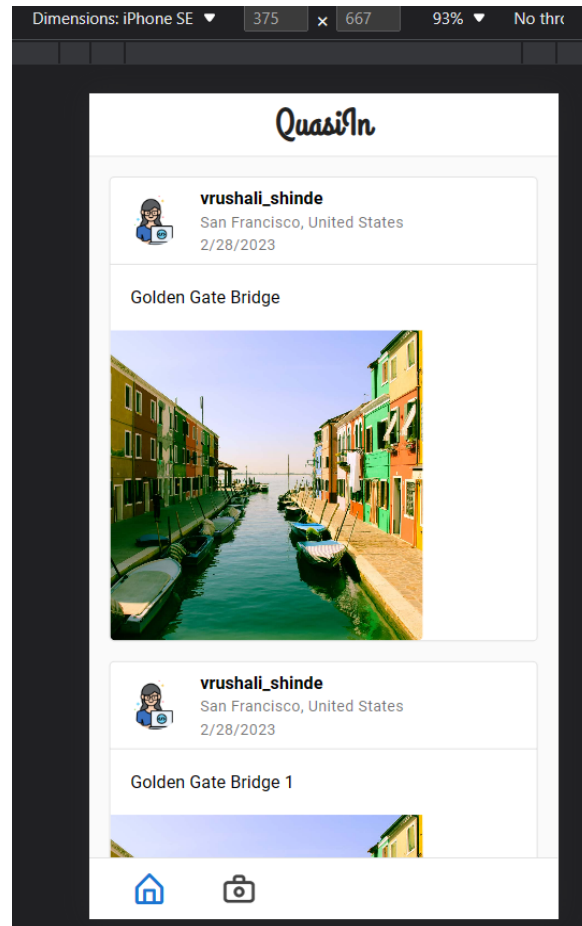 Dimensions: iPhone SE ▼ 375 × 667 93% ▼ No thro
QuasiIn
vrushali_shinde
San Francisco, United States
2/28/2023
Golden Gate Bridge
vrushali_shinde
San Francisco, United States
2/28/2023
Golden Gate Bridge 1